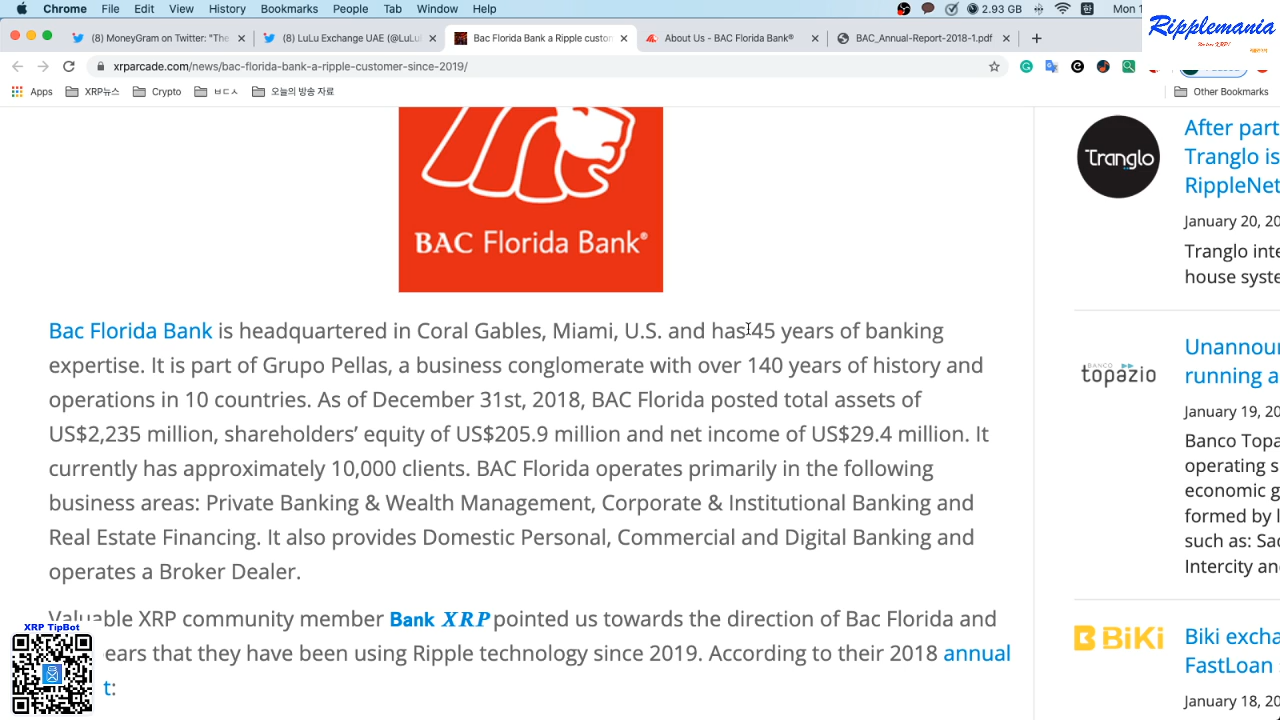 Chrome File Edit View History Bookmarks People Tab Window Help 2.93 GB Mon 1
(8) MoneyGram on Twitter: "The
(8) LuLu Exchange UAE (@LuLu
Bac Florida Bank a Ripple custom
About Us - BAC Florida Bank®
BAC_Annual-Report-2018-1.pdf
Ripplemania
xrparcade.com/news/bac-florida-bank-a-ripple-customer-since-2019/
Apps XRP뉴스 Crypto ㅂㄷㅅ 오늘의 방송 자료 Other Bookmarks
BAC Florida Bank®
Bac Florida Bank is headquartered in Coral Gables, Miami, U.S. and has 45 years of banking
expertise. It is part of Grupo Pellas, a business conglomerate with over 140 years of history and
operations in 10 countries. As of December 31st, 2018, BAC Florida posted total assets of
US$2,235 million, shareholders’ equity of US$205.9 million and net income of US$29.4 million. It
currently has approximately 10,000 clients. BAC Florida operates primarily in the following
business areas: Private Banking & Wealth Management, Corporate & Institutional Banking and
Real Estate Financing. It also provides Domestic Personal, Commercial and Digital Banking and
operates a Broker Dealer.
Valuable XRP community member Bank XRP pointed us towards the direction of Bac Florida and
ears that they have been using Ripple technology since 2019. According to their 2018 annual
t:
XRP TipBot
Tranglo
After part
Tranglo is
RippleNet
January 20, 20
Tranglo inte
house syste
BANCO
topazio
Unannour
running a
January 19, 20
Banco Topa
operating s
economic g
formed by l
such as: Sac
Intercity an
BiKi
Biki excha
FastLoan
January 18, 20